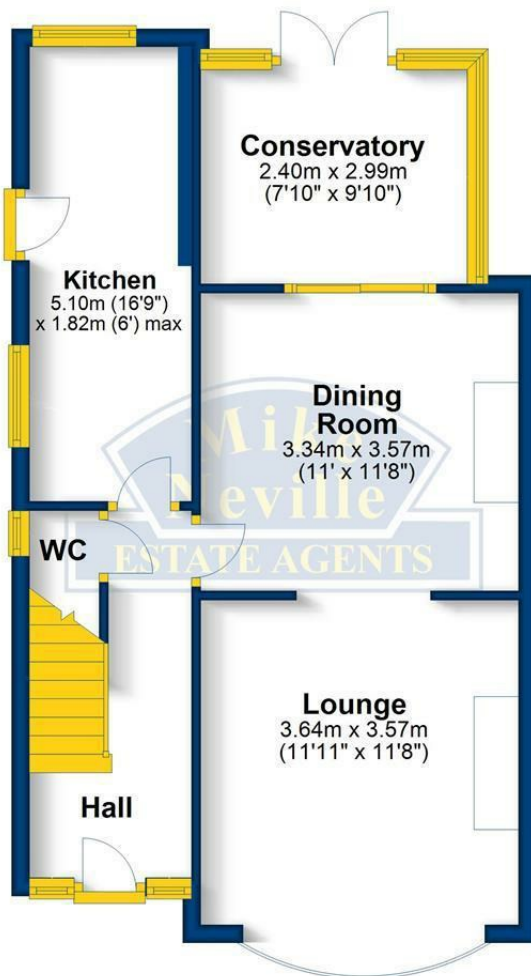 Conservatory
2.40m x 2.99m
(7'10" x 9'10")
Kitchen
5.10m (16'9")
x 1.82m (6') max
Dining
Room
3.34m x 3.57m
(11' x 11'8")
Mike
Neville
ESTATE AGENTS
WC
Lounge
3.64m x 3.57m
(11'11" x 11'8")
Hall